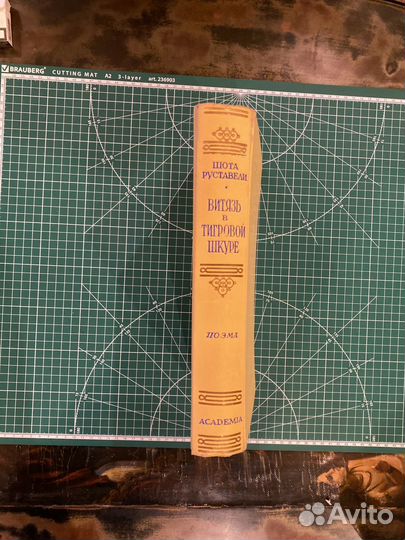 BRAUBERG® CUTTING MAT A2 3-layer art. 236903
ШОТА
РУСТАВЕЛИ
ВИТЯЗЬ
В
ТИГРОВОЙ
ШКУРЕ
ПОЭМА
ACADEMIA
Avito